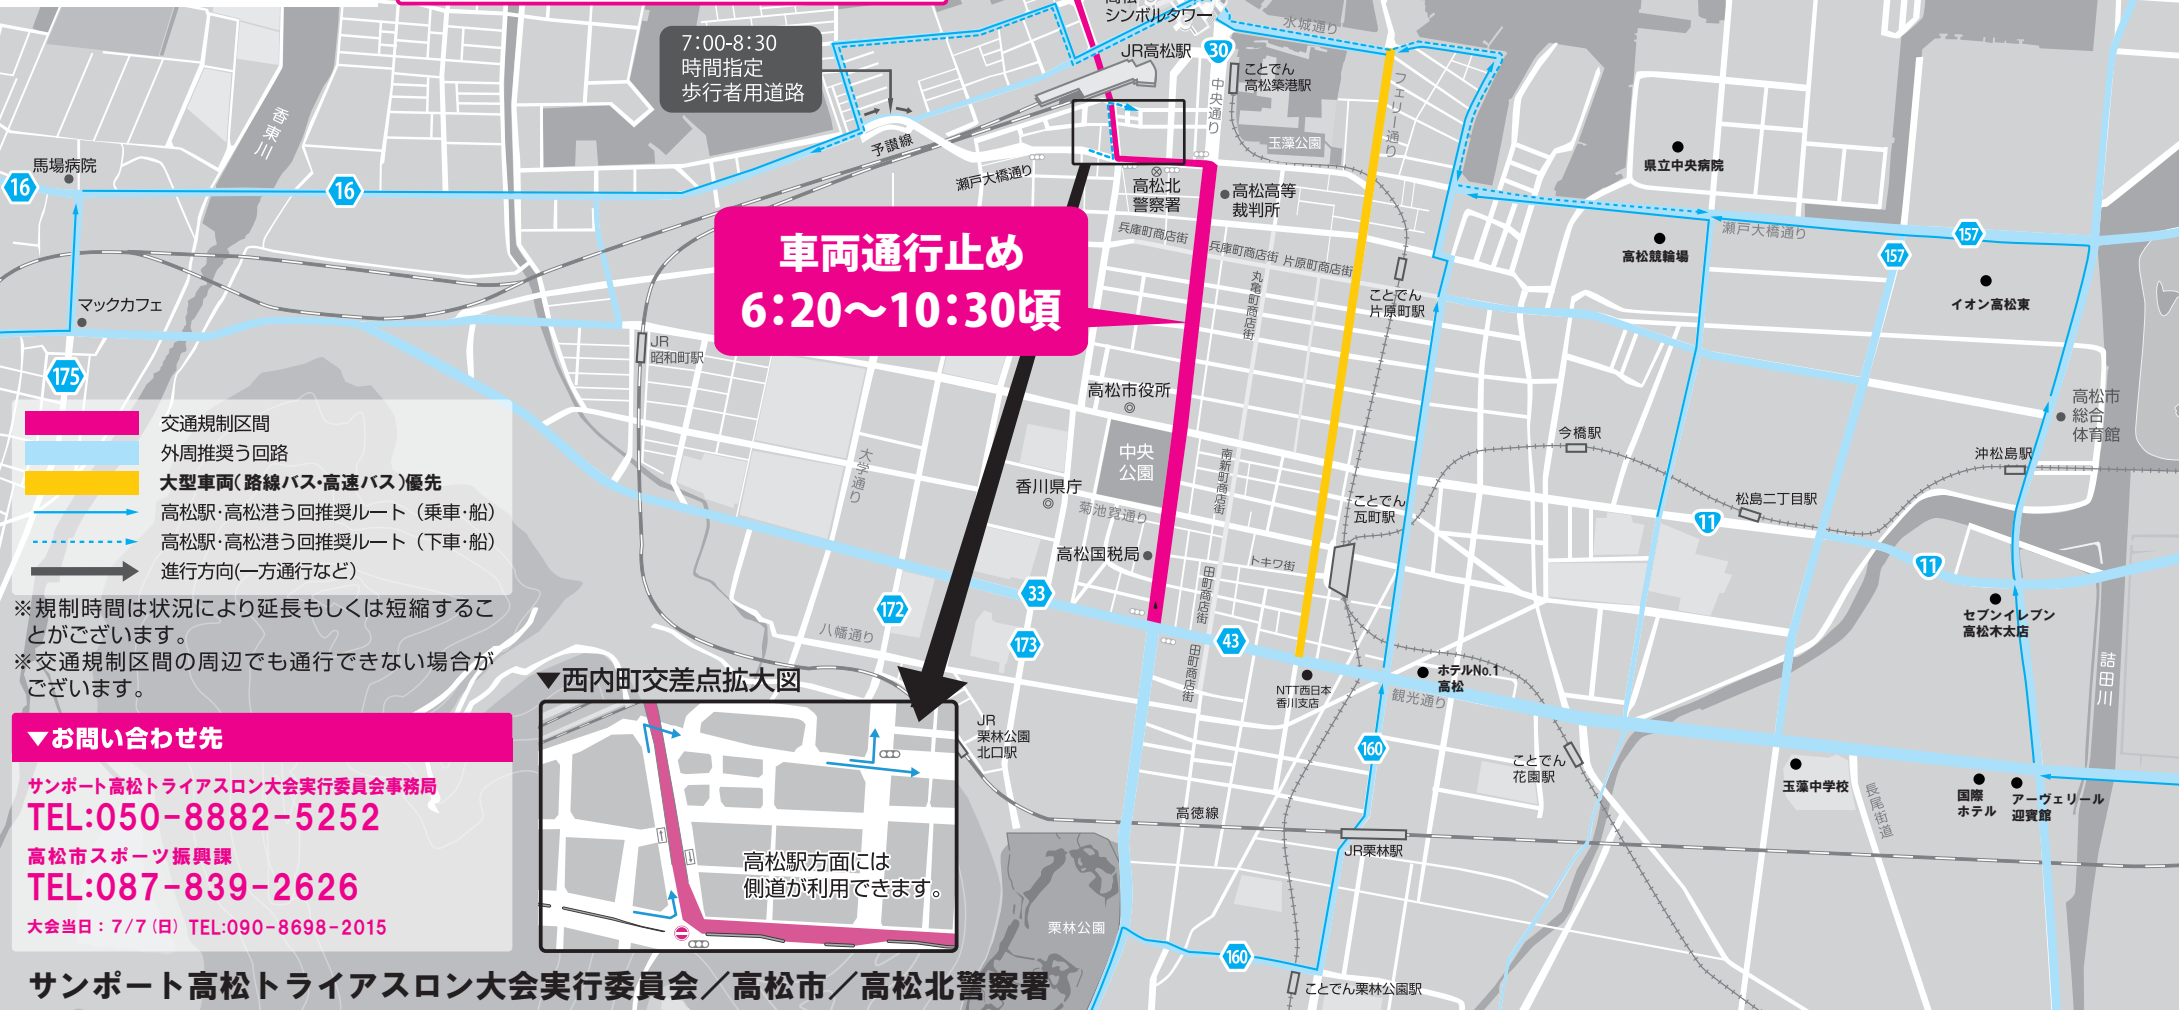 高松
シンボルタワー
水城通り
7:00-8:30
時間指定
歩行者用道路
JR高松駅
30
ことでん
高松築港駅
中央通り
フェリー通り
玉藻公園
香東川
予讃線
馬場病院
16
16
瀬戸大橋通り
高松北
警察署
高松高等
裁判所
県立中央病院
高松競輪場
瀬戸大橋通り
157
157
イオン高松東
車両通行止め
6:20〜10:30頃
兵庫町商店街
兵庫町商店街
片原町商店街
丸亀町商店街
ことでん
片原町駅
マックカフェ
JR
昭和町駅
175
高松市役所
中央
公園
高松市
総合
体育館
交通規制区間
外周推奨う回路
大型車両(路線バス・高速バス)優先
高松駅・高松港う回推奨ルート（乗車・船）
高松駅・高松港う回推奨ルート（下車・船）
進行方向(一方通行など)
※規制時間は状況により延長もしくは短縮するこ
とがございます。
※交通規制区間の周辺でも通行できない場合が
ございます。
大学通り
香川県庁
菊池寛通り
南新町商店街
今橋駅
沖松島駅
松島二丁目駅
ことでん
瓦町駅
11
11
高松国税局
トキワ街
田町商店街
33
172
173
八幡通り
43
田町商店街
セブンイレブン
高松木太店
詰田川
NTT西日本
香川支店
ホテルNo.1
高松
観光通り
▼西内町交差点拡大図
JR
栗林公園
北口駅
160
ことでん
花園駅
玉藻中学校
長尾街道
国際
ホテル
アーヴェリール
迎賓館
高徳線
JR栗林駅
高松駅方面には
側道が利用できます。
栗林公園
160
ことでん栗林公園駅
▼お問い合わせ先
サンポート高松トライアスロン大会実行委員会事務局
TEL:050-8882-5252
高松市スポーツ振興課
TEL:087-839-2626
大会当日：7/7(日) TEL:090-8698-2015
サンポート高松トライアスロン大会実行委員会／高松市／高松北警察署